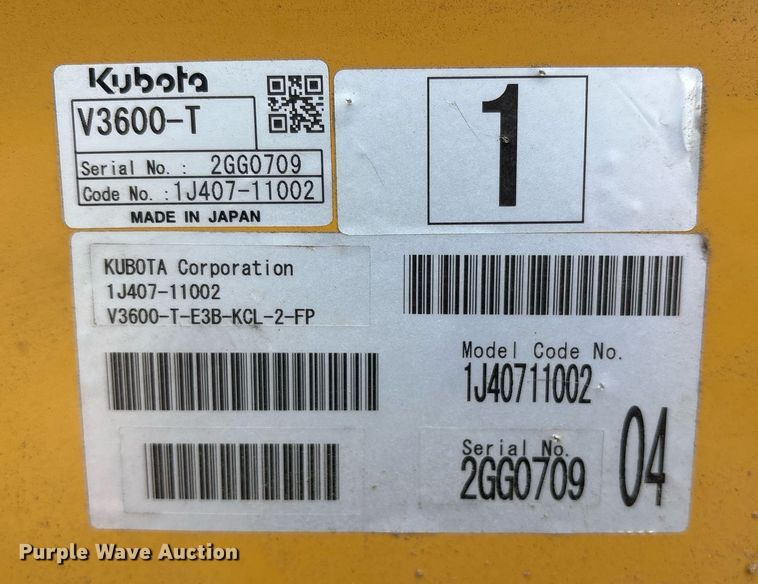 Kubota
V3600-T
Serial No. : 2GG0709
Code No. : 1J407-11002
MADE IN JAPAN
1
KUBOTA Corporation
1J407-11002
V3600-T-E3B-KCL-2-FP
Model Code No.
1J40711002
Serial No.
2GG0709
04
Purple Wave Auction